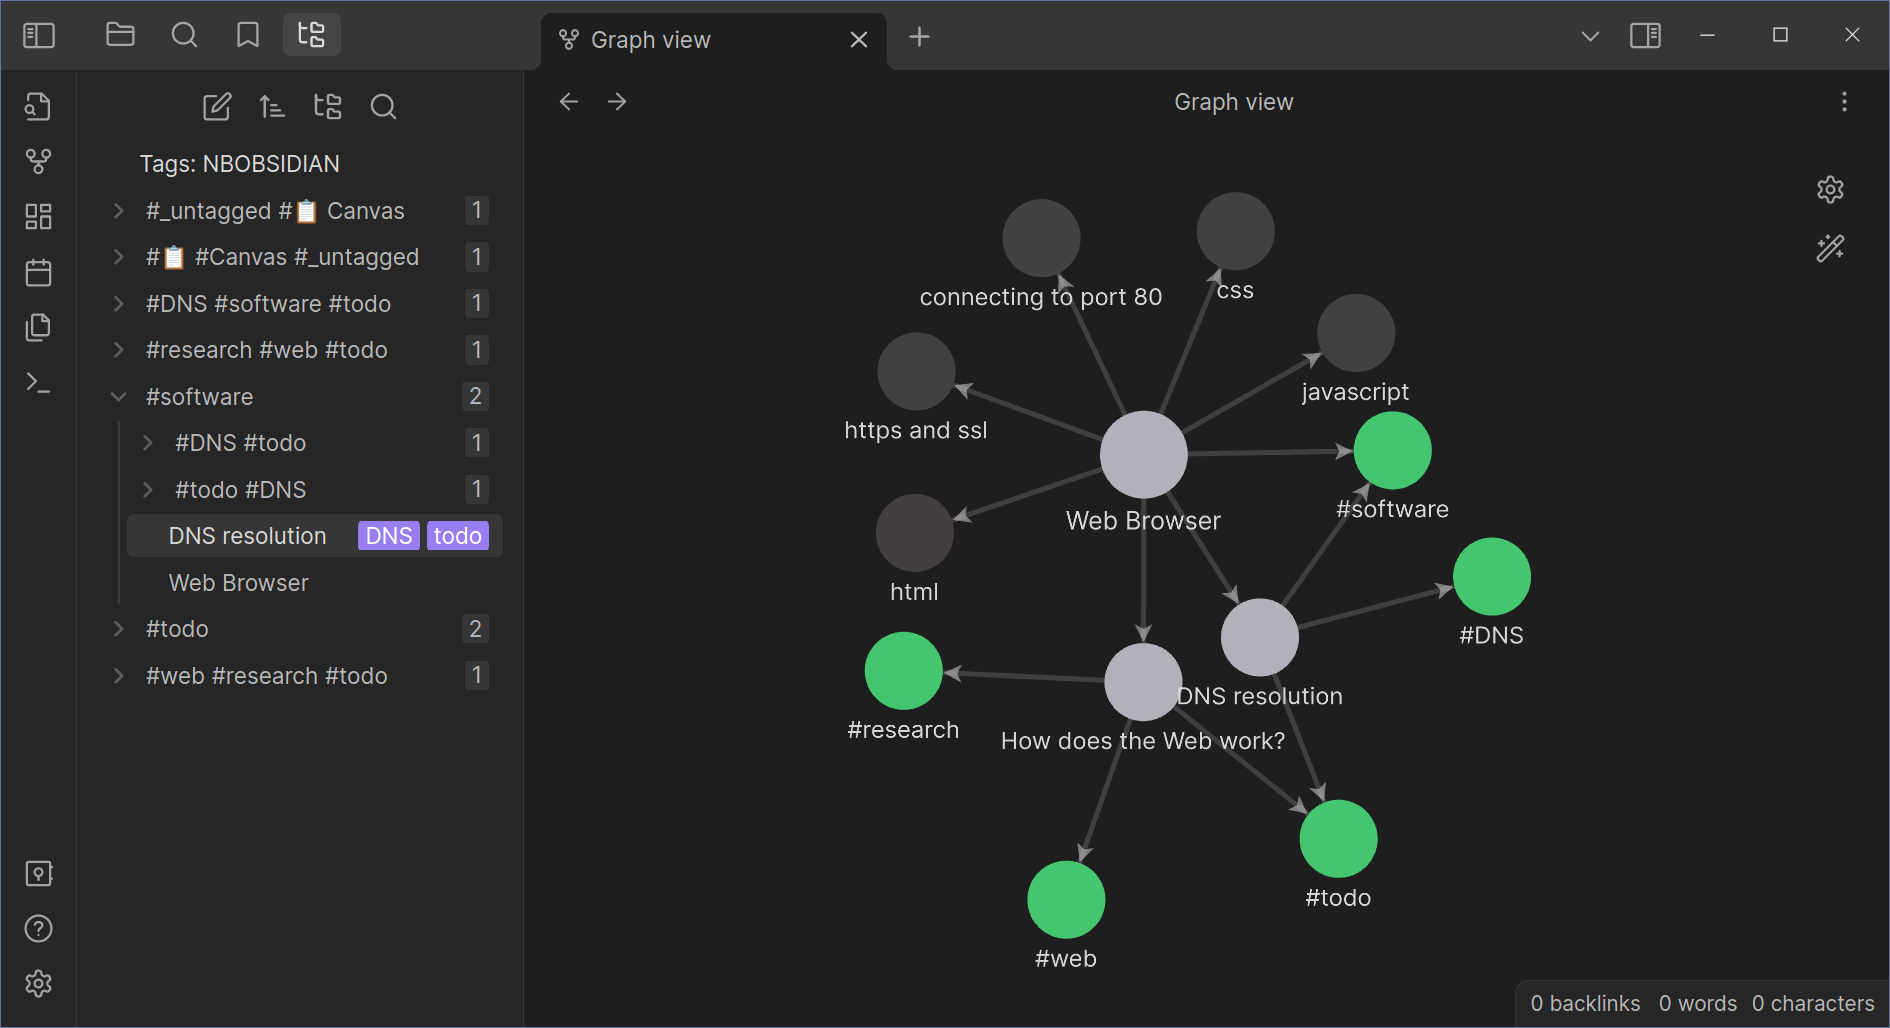 Graph view
Graph view
Tags: NBOBSIDIAN
#_untagged #📋 Canvas 1
#📋 #Canvas #_untagged 1
#DNS #software #todo 1
#research #web #todo 1
#software 2
#DNS #todo 1
#todo #DNS 1
DNS resolution DNS todo
Web Browser
#todo 2
#web #research #todo 1
connecting to port 80
css
javascript
https and ssl
#software
Web Browser
html
#DNS
DNS resolution
#research
How does the Web work?
#todo
#web
0 backlinks 0 words 0 characters